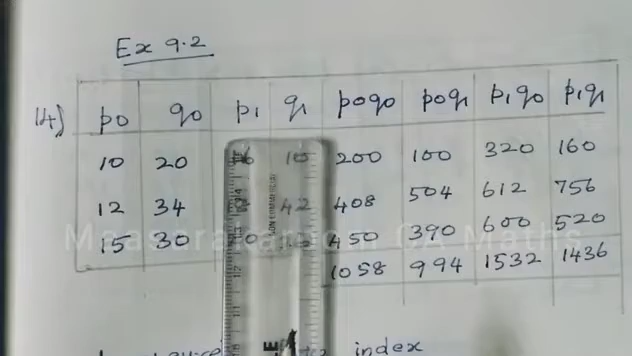 Ex 9.2
14) p0 q0 p1 q1 p0q0 p0q1 p1q0 p1q1
10 20 16 10 200 100 320 160
12 34 42 408 504 612 756
15 30 450 390 600 520
1058 994 1532 1436
index